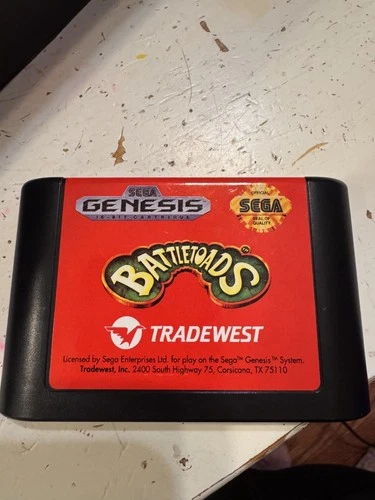 SEGA
GENESIS
16-BIT CARTRIDGE
OFFICIAL
SEGA
SEAL OF
QUALITY
BATTLETOADS™
TRADEWEST
Licensed by Sega Enterprises Ltd. for play on the Sega™ Genesis™ System.
Tradewest, Inc. 2400 South Highway 75, Corsicana, TX 75110